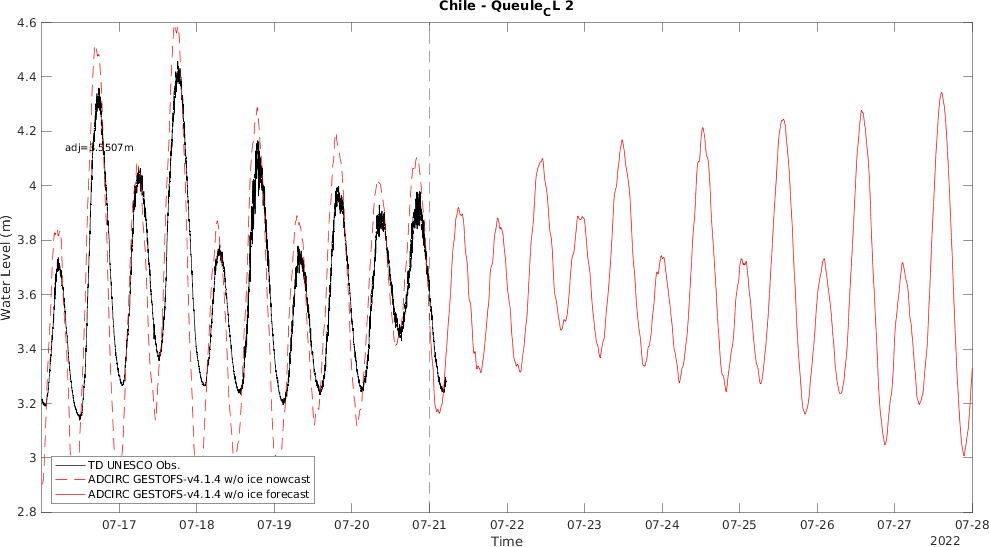 Chile - Queule_CL 2
4.6
4.4
4.2
4
3.8
3.6
3.4
3.2
3
2.8
Water Level (m)
adj=3.5507m
TD UNESCO Obs.
ADCIRC GESTOFS-v4.1.4 w/o ice nowcast
ADCIRC GESTOFS-v4.1.4 w/o ice forecast
07-17 07-18 07-19 07-20 07-21 07-22 07-23 07-24 07-25 07-26 07-27 07-28
Time
2022